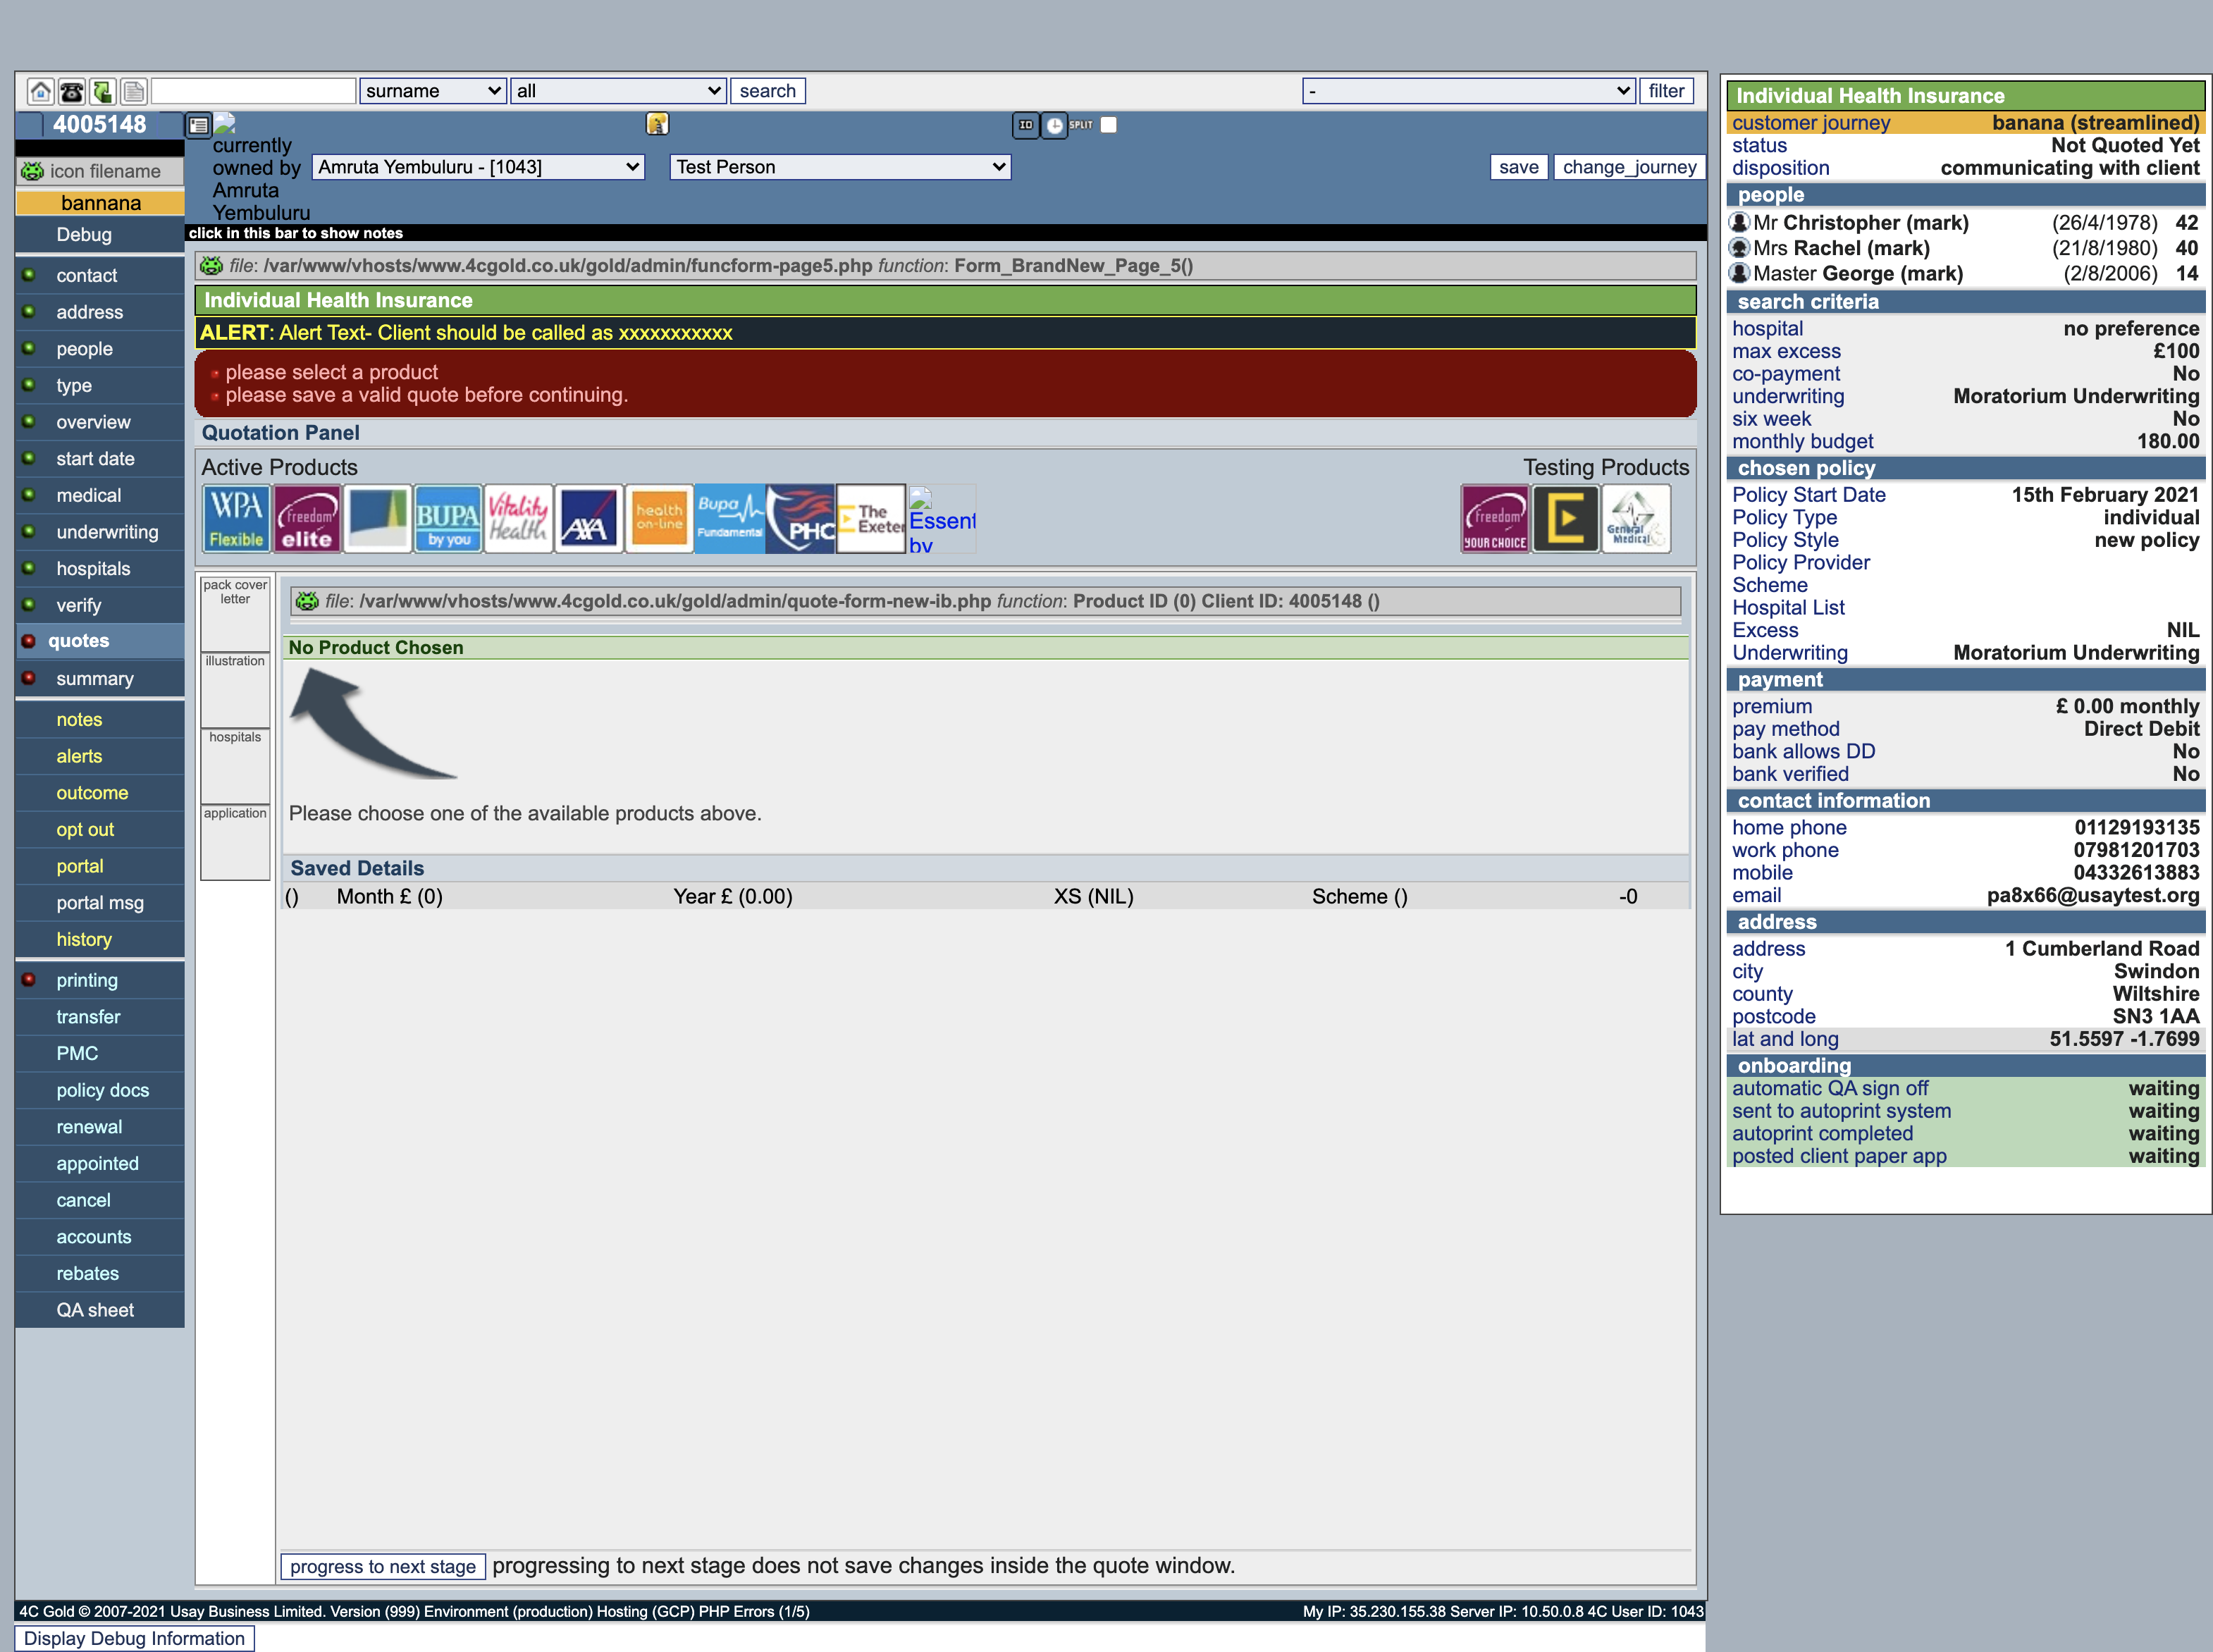 surname all search - filter
4005148
currently
owned by
Amruta
Yembuluru
Amruta Yembuluru - [1043] Test Person save change_journey
IO SPLIT
click in this bar to show notes
icon filename
bannana
Debug
contact
address
people
type
overview
start date
medical
underwriting
hospitals
verify
quotes
summary
notes
alerts
outcome
opt out
portal
portal msg
history
printing
transfer
PMC
policy docs
renewal
appointed
cancel
accounts
rebates
QA sheet
file: /var/www/vhosts/www.4cgold.co.uk/gold/admin/funcform-page5.php function: Form_BrandNew_Page_5()
Individual Health Insurance
ALERT: Alert Text- Client should be called as xxxxxxxxxxx
please select a product
please save a valid quote before continuing.
Quotation Panel
Active Products Testing Products
WPA Flexible
freedom elite
BUPA by you
Vitality Health
AXA
health on-line
Bupa Fundamental
PHC
The Exeter
Essent by
freedom YOUR CHOICE
E
General & Medical
pack cover
letter
illustration
hospitals
application
file: /var/www/vhosts/www.4cgold.co.uk/gold/admin/quote-form-new-ib.php function: Product ID (0) Client ID: 4005148 ()
No Product Chosen
Please choose one of the available products above.
Saved Details
() Month £ (0) Year £ (0.00) XS (NIL) Scheme () -0
progress to next stage progressing to next stage does not save changes inside the quote window.
Individual Health Insurance
customer journey banana (streamlined)
status Not Quoted Yet
disposition communicating with client
people
Mr Christopher (mark) (26/4/1978) 42
Mrs Rachel (mark) (21/8/1980) 40
Master George (mark) (2/8/2006) 14
search criteria
hospital no preference
max excess £100
co-payment No
underwriting Moratorium Underwriting
six week No
monthly budget 180.00
chosen policy
Policy Start Date 15th February 2021
Policy Type individual
Policy Style new policy
Policy Provider
Scheme
Hospital List
Excess NIL
Underwriting Moratorium Underwriting
payment
premium £ 0.00 monthly
pay method Direct Debit
bank allows DD No
bank verified No
contact information
home phone 01129193135
work phone 07981201703
mobile 04332613883
email pa8x66@usaytest.org
address
address 1 Cumberland Road
city Swindon
county Wiltshire
postcode SN3 1AA
lat and long 51.5597 -1.7699
onboarding
automatic QA sign off waiting
sent to autoprint system waiting
autoprint completed waiting
posted client paper app waiting
4C Gold © 2007-2021 Usay Business Limited. Version (999) Environment (production) Hosting (GCP) PHP Errors (1/5) My IP: 35.230.155.38 Server IP: 10.50.0.8 4C User ID: 1043
Display Debug Information